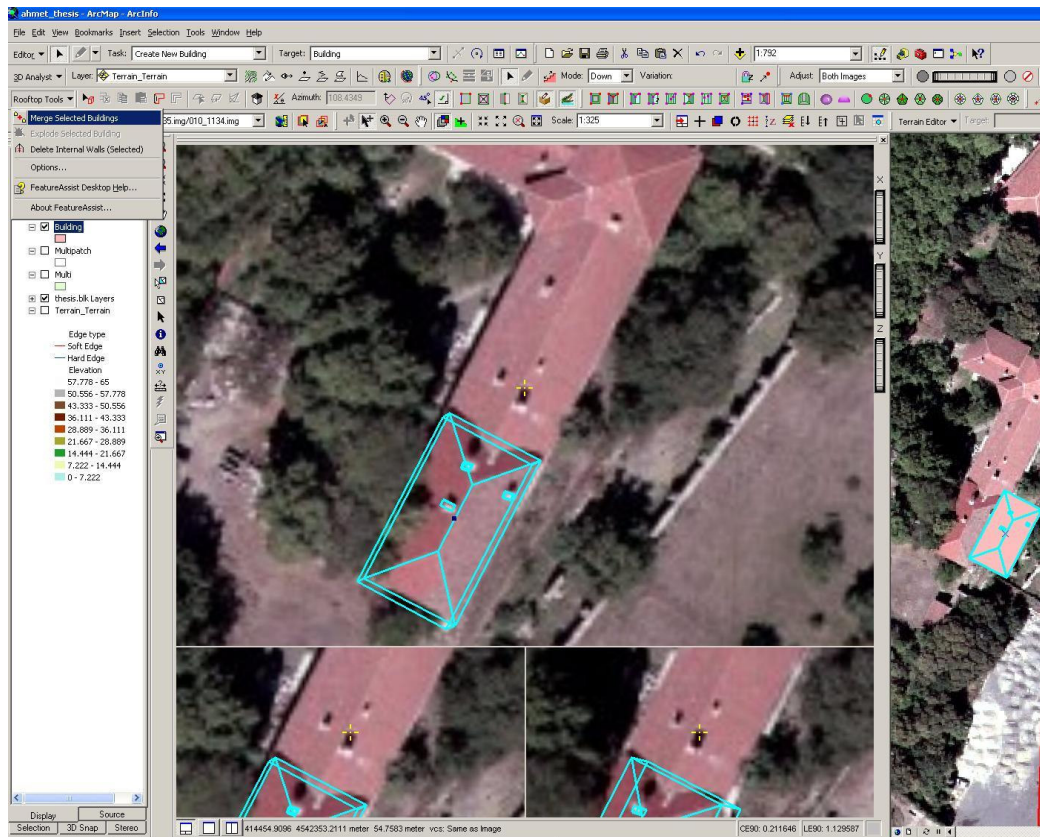 ahmet_thesis - ArcMap - ArcInfo
File Edit View Bookmarks Insert Selection Tools Window Help
Editor Task: Create New Building Target: Building 1:792
3D Analyst Layer: Terrain_Terrain Mode: Down Variation: Adjust: Both Images
Rooftop Tools Azimuth: 108.4349
35.img/010_1134.img Scale: 1:325 Terrain Editor Target:
Merge Selected Buildings
Explode Selected Building
Delete Internal Walls (Selected)
Options...
FeatureAssist Desktop Help...
About FeatureAssist...
Building
Multipatch
Multi
thesis.blk Layers
Terrain_Terrain
Edge type
Soft Edge
Hard Edge
Elevation
57.778 - 65
50.556 - 57.778
43.333 - 50.556
36.111 - 43.333
28.889 - 36.111
21.667 - 28.889
14.444 - 21.667
7.222 - 14.444
0 - 7.222
X
Y
Z
Display Source
Selection 3D Snap Stereo
414454.9096 4542353.2111 meter 54.7583 meter vcs: Same as Image CE90: 0.211646 LE90: 1.129587